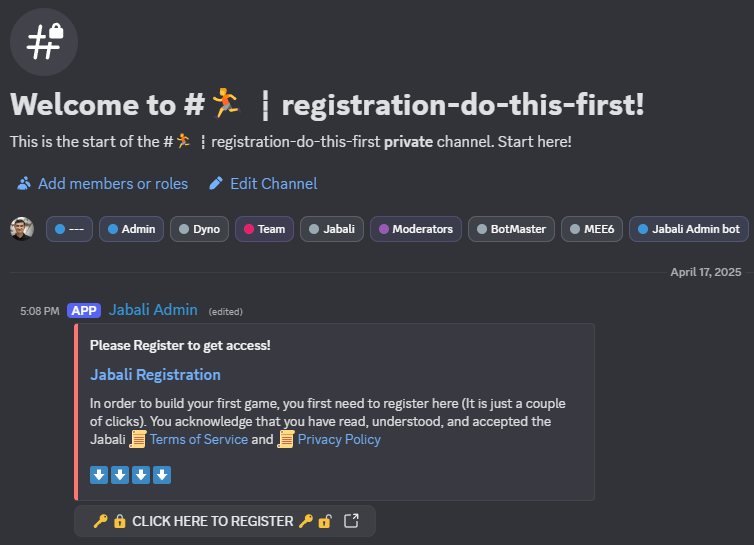 Welcome to #🏃 ┆ registration-do-this-first!
This is the start of the #🏃 ┆ registration-do-this-first private channel. Start here!
Add members or roles Edit Channel
--- Admin Dyno Team Jabali Moderators BotMaster MEE6 Jabali Admin bot
April 17, 2025
5:08 PM APP Jabali Admin (edited)
Please Register to get access!
Jabali Registration
In order to build your first game, you first need to register here (It is just a couple
of clicks). You acknowledge that you have read, understood, and accepted the
Jabali 📜 Terms of Service and 📜 Privacy Policy
⬇️⬇️⬇️⬇️
🔑 🔒 CLICK HERE TO REGISTER 🔑 🔓